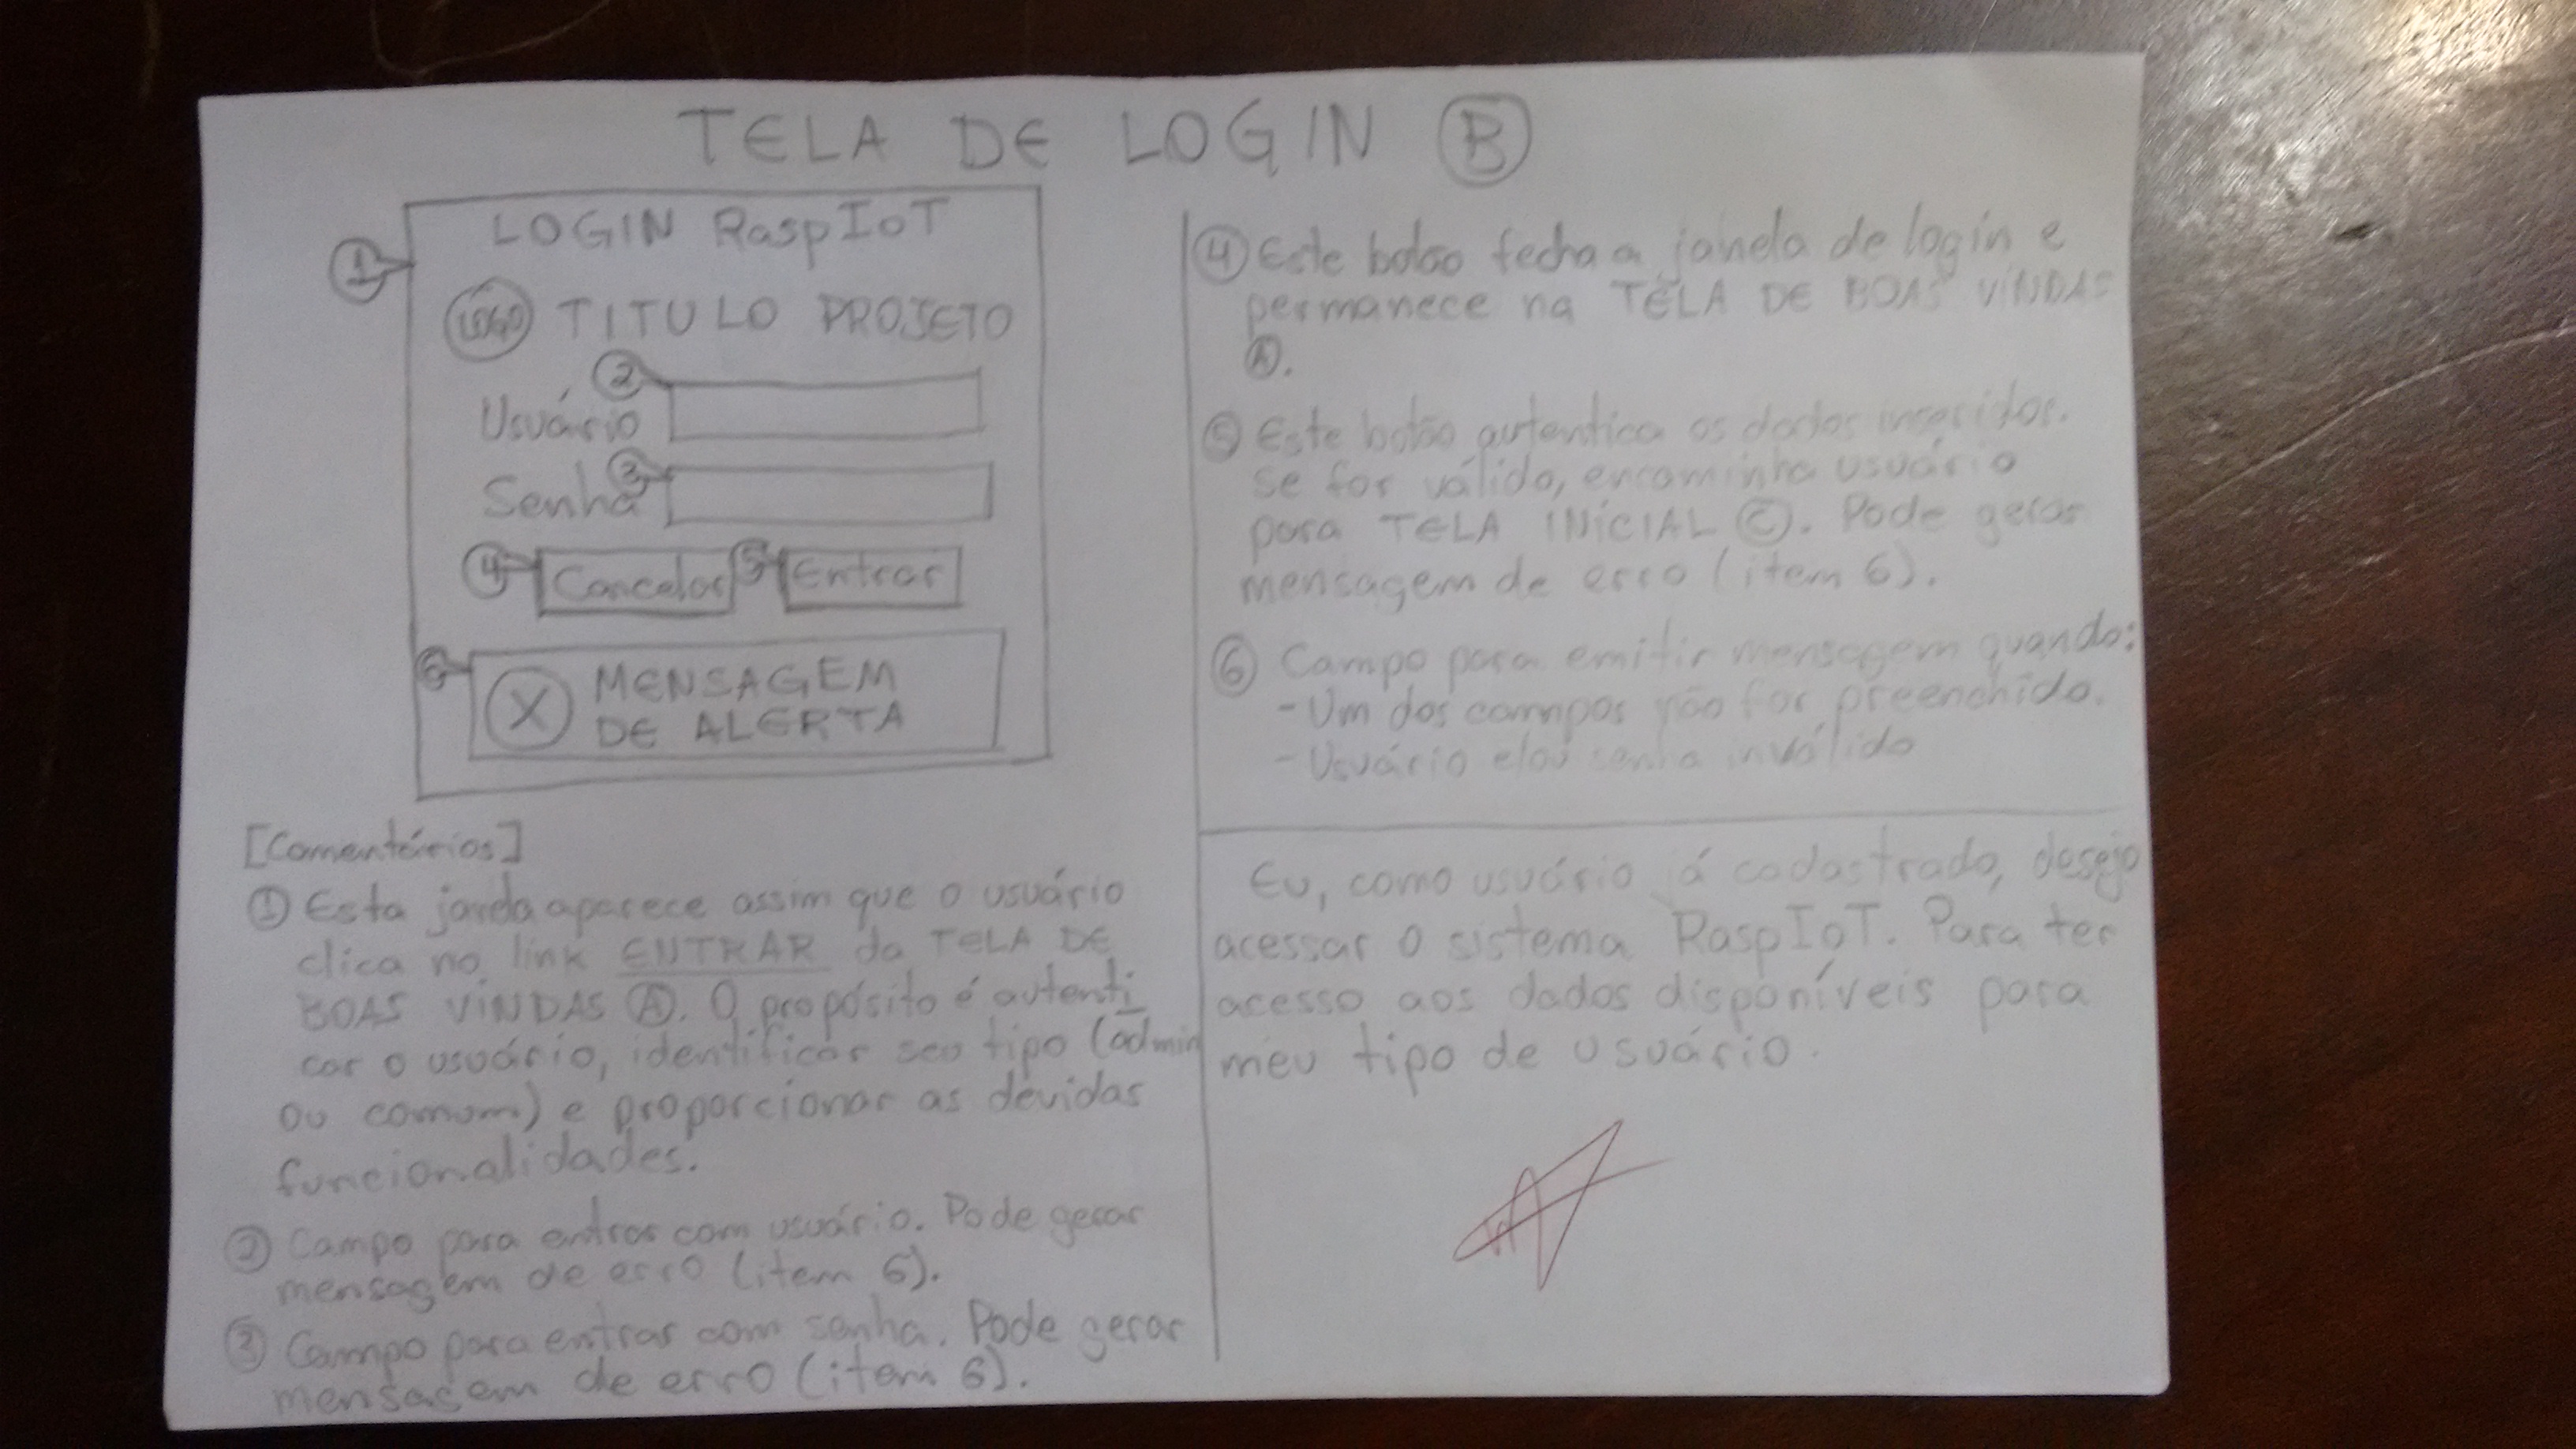 TELA DE LOGIN B
LOGIN RaspIoT
1
LOGO TITULO PROJETO
2
Usuário
3
Senha
4 Cancelar 5 Entrar
6
X MENSAGEM
DE ALERTA
[Comentários]
1 Esta janela aparece assim que o usuário
clica no link ENTRAR da TELA DE
BOAS VINDAS A. O propósito é autenti
car o usuário, identificar seu tipo (admin
ou comum) e proporcionar as devidas
funcionalidades.
2 Campo para entrar com usuário. Pode gerar
mensagem de erro (item 6).
3 Campo para entrar com senha. Pode gerar
mensagem de erro (item 6).
4 Este botão fecha a janela de login e
permanece na TELA DE BOAS VINDAS
A.
5 Este botão autentica os dados inseridos.
se for válido, encaminha usuário
para TELA INICIAL C. Pode gerar
mensagem de erro (item 6).
6 Campo para emitir mensagem quando:
- Um dos campos não for preenchido.
- Usuário e/ou senha inválido
Eu, como usuário já cadastrado, desejo
acessar o sistema RaspIoT. Para ter
acesso aos dados disponíveis para
meu tipo de usuário.